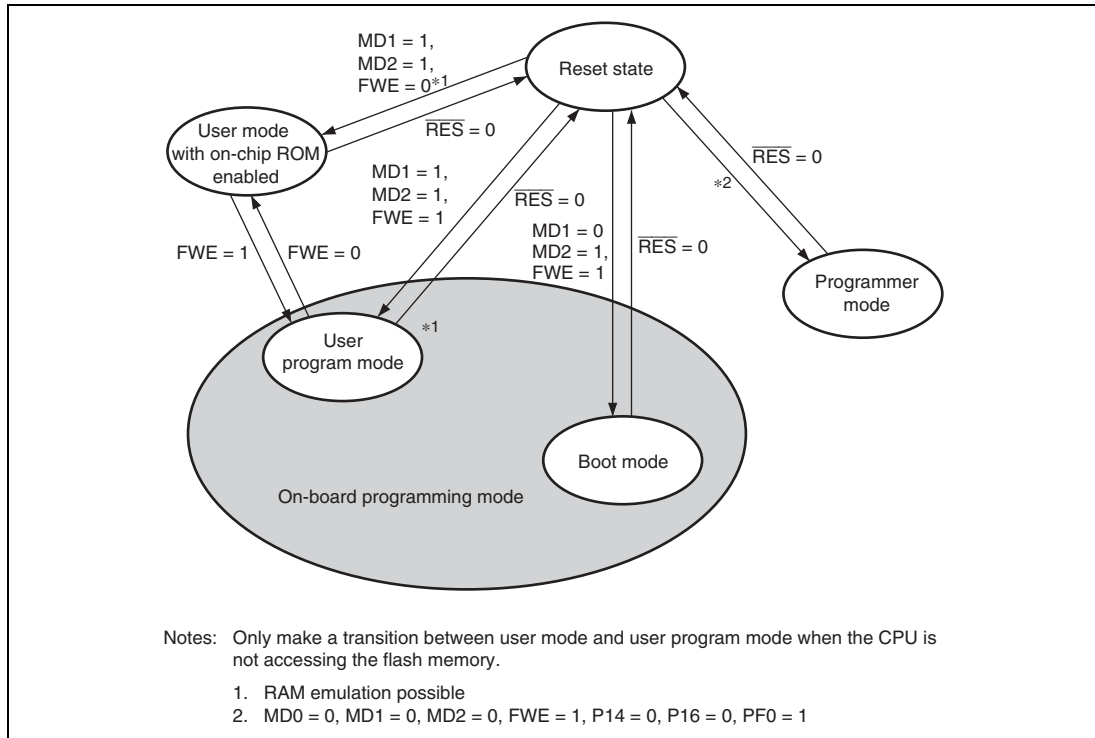 MD1 = 1,
MD2 = 1,
FWE = 0*1
Reset state
RES = 0
User mode
with on-chip ROM
enabled
MD1 = 1,
MD2 = 1,
FWE = 1
RES = 0
*2
RES = 0
MD1 = 0
MD2 = 1,
FWE = 1
RES = 0
FWE = 1
FWE = 0
Programmer
mode
User
program mode
*1
Boot mode
On-board programming mode
Notes: Only make a transition between user mode and user program mode when the CPU is
not accessing the flash memory.
1. RAM emulation possible
2. MD0 = 0, MD1 = 0, MD2 = 0, FWE = 1, P14 = 0, P16 = 0, PF0 = 1